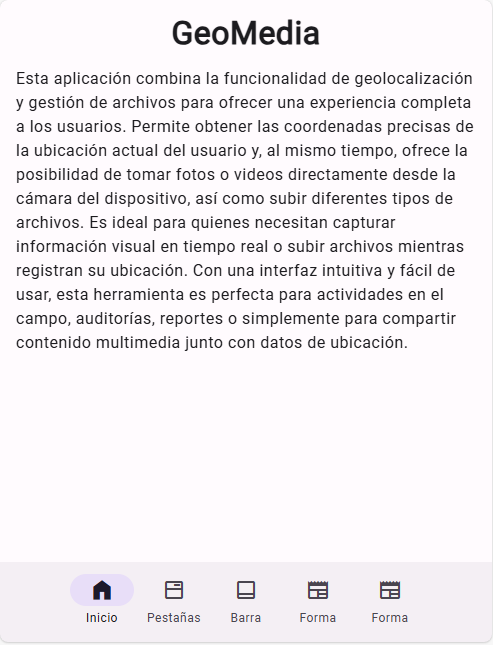 GeoMedia
Esta aplicación combina la funcionalidad de geolocalización
y gestión de archivos para ofrecer una experiencia completa
a los usuarios. Permite obtener las coordenadas precisas de
la ubicación actual del usuario y, al mismo tiempo, ofrece la
posibilidad de tomar fotos o videos directamente desde la
cámara del dispositivo, así como subir diferentes tipos de
archivos. Es ideal para quienes necesitan capturar
información visual en tiempo real o subir archivos mientras
registran su ubicación. Con una interfaz intuitiva y fácil de
usar, esta herramienta es perfecta para actividades en el
campo, auditorías, reportes o simplemente para compartir
contenido multimedia junto con datos de ubicación.
Inicio Pestañas Barra Forma Forma